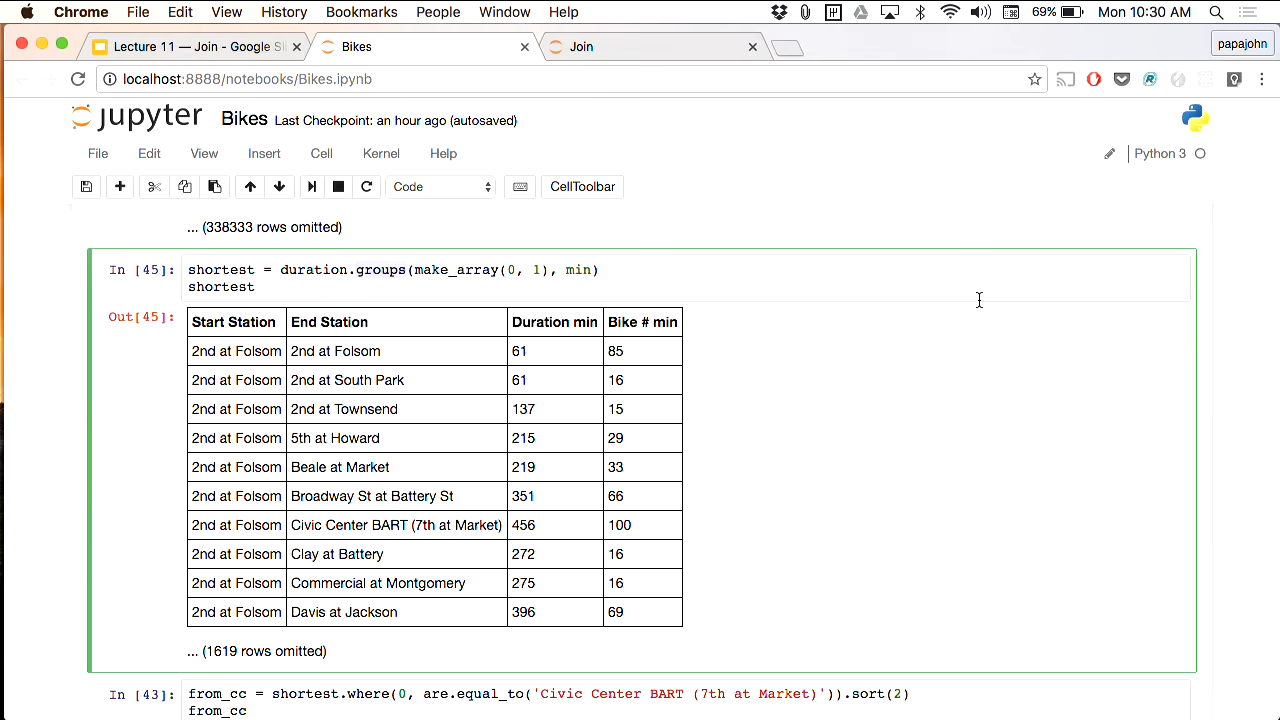 Chrome File Edit View History Bookmarks People Window Help 69% Mon 10:30 AM
Lecture 11 — Join - Google Sl Bikes Join papajohn
localhost:8888/notebooks/Bikes.ipynb
jupyter Bikes Last Checkpoint: an hour ago (autosaved)
File Edit View Insert Cell Kernel Help Python 3
Code CellToolbar
... (338333 rows omitted)
In [45]: shortest = duration.groups(make_array(0, 1), min)
shortest
Out[45]:
Start Station End Station Duration min Bike # min
2nd at Folsom 2nd at Folsom 61 85
2nd at Folsom 2nd at South Park 61 16
2nd at Folsom 2nd at Townsend 137 15
2nd at Folsom 5th at Howard 215 29
2nd at Folsom Beale at Market 219 33
2nd at Folsom Broadway St at Battery St 351 66
2nd at Folsom Civic Center BART (7th at Market) 456 100
2nd at Folsom Clay at Battery 272 16
2nd at Folsom Commercial at Montgomery 275 16
2nd at Folsom Davis at Jackson 396 69
... (1619 rows omitted)
In [43]: from_cc = shortest.where(0, are.equal_to('Civic Center BART (7th at Market)')).sort(2)
from_cc